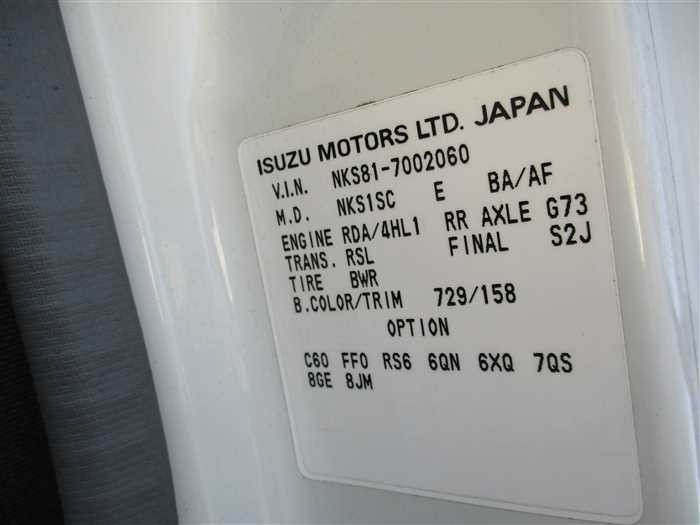 ISUZU MOTORS LTD. JAPAN
V.I.N. NKS81-7002060
M.D. NKS1SC E BA/AF
ENGINE RDA/4HL1 RR AXLE G73
TRANS. RSL FINAL S2J
TIRE BWR
B.COLOR/TRIM 729/158
OPTION
C60 FF0 RS6 6QN 6XQ 7QS
8GE 8JM